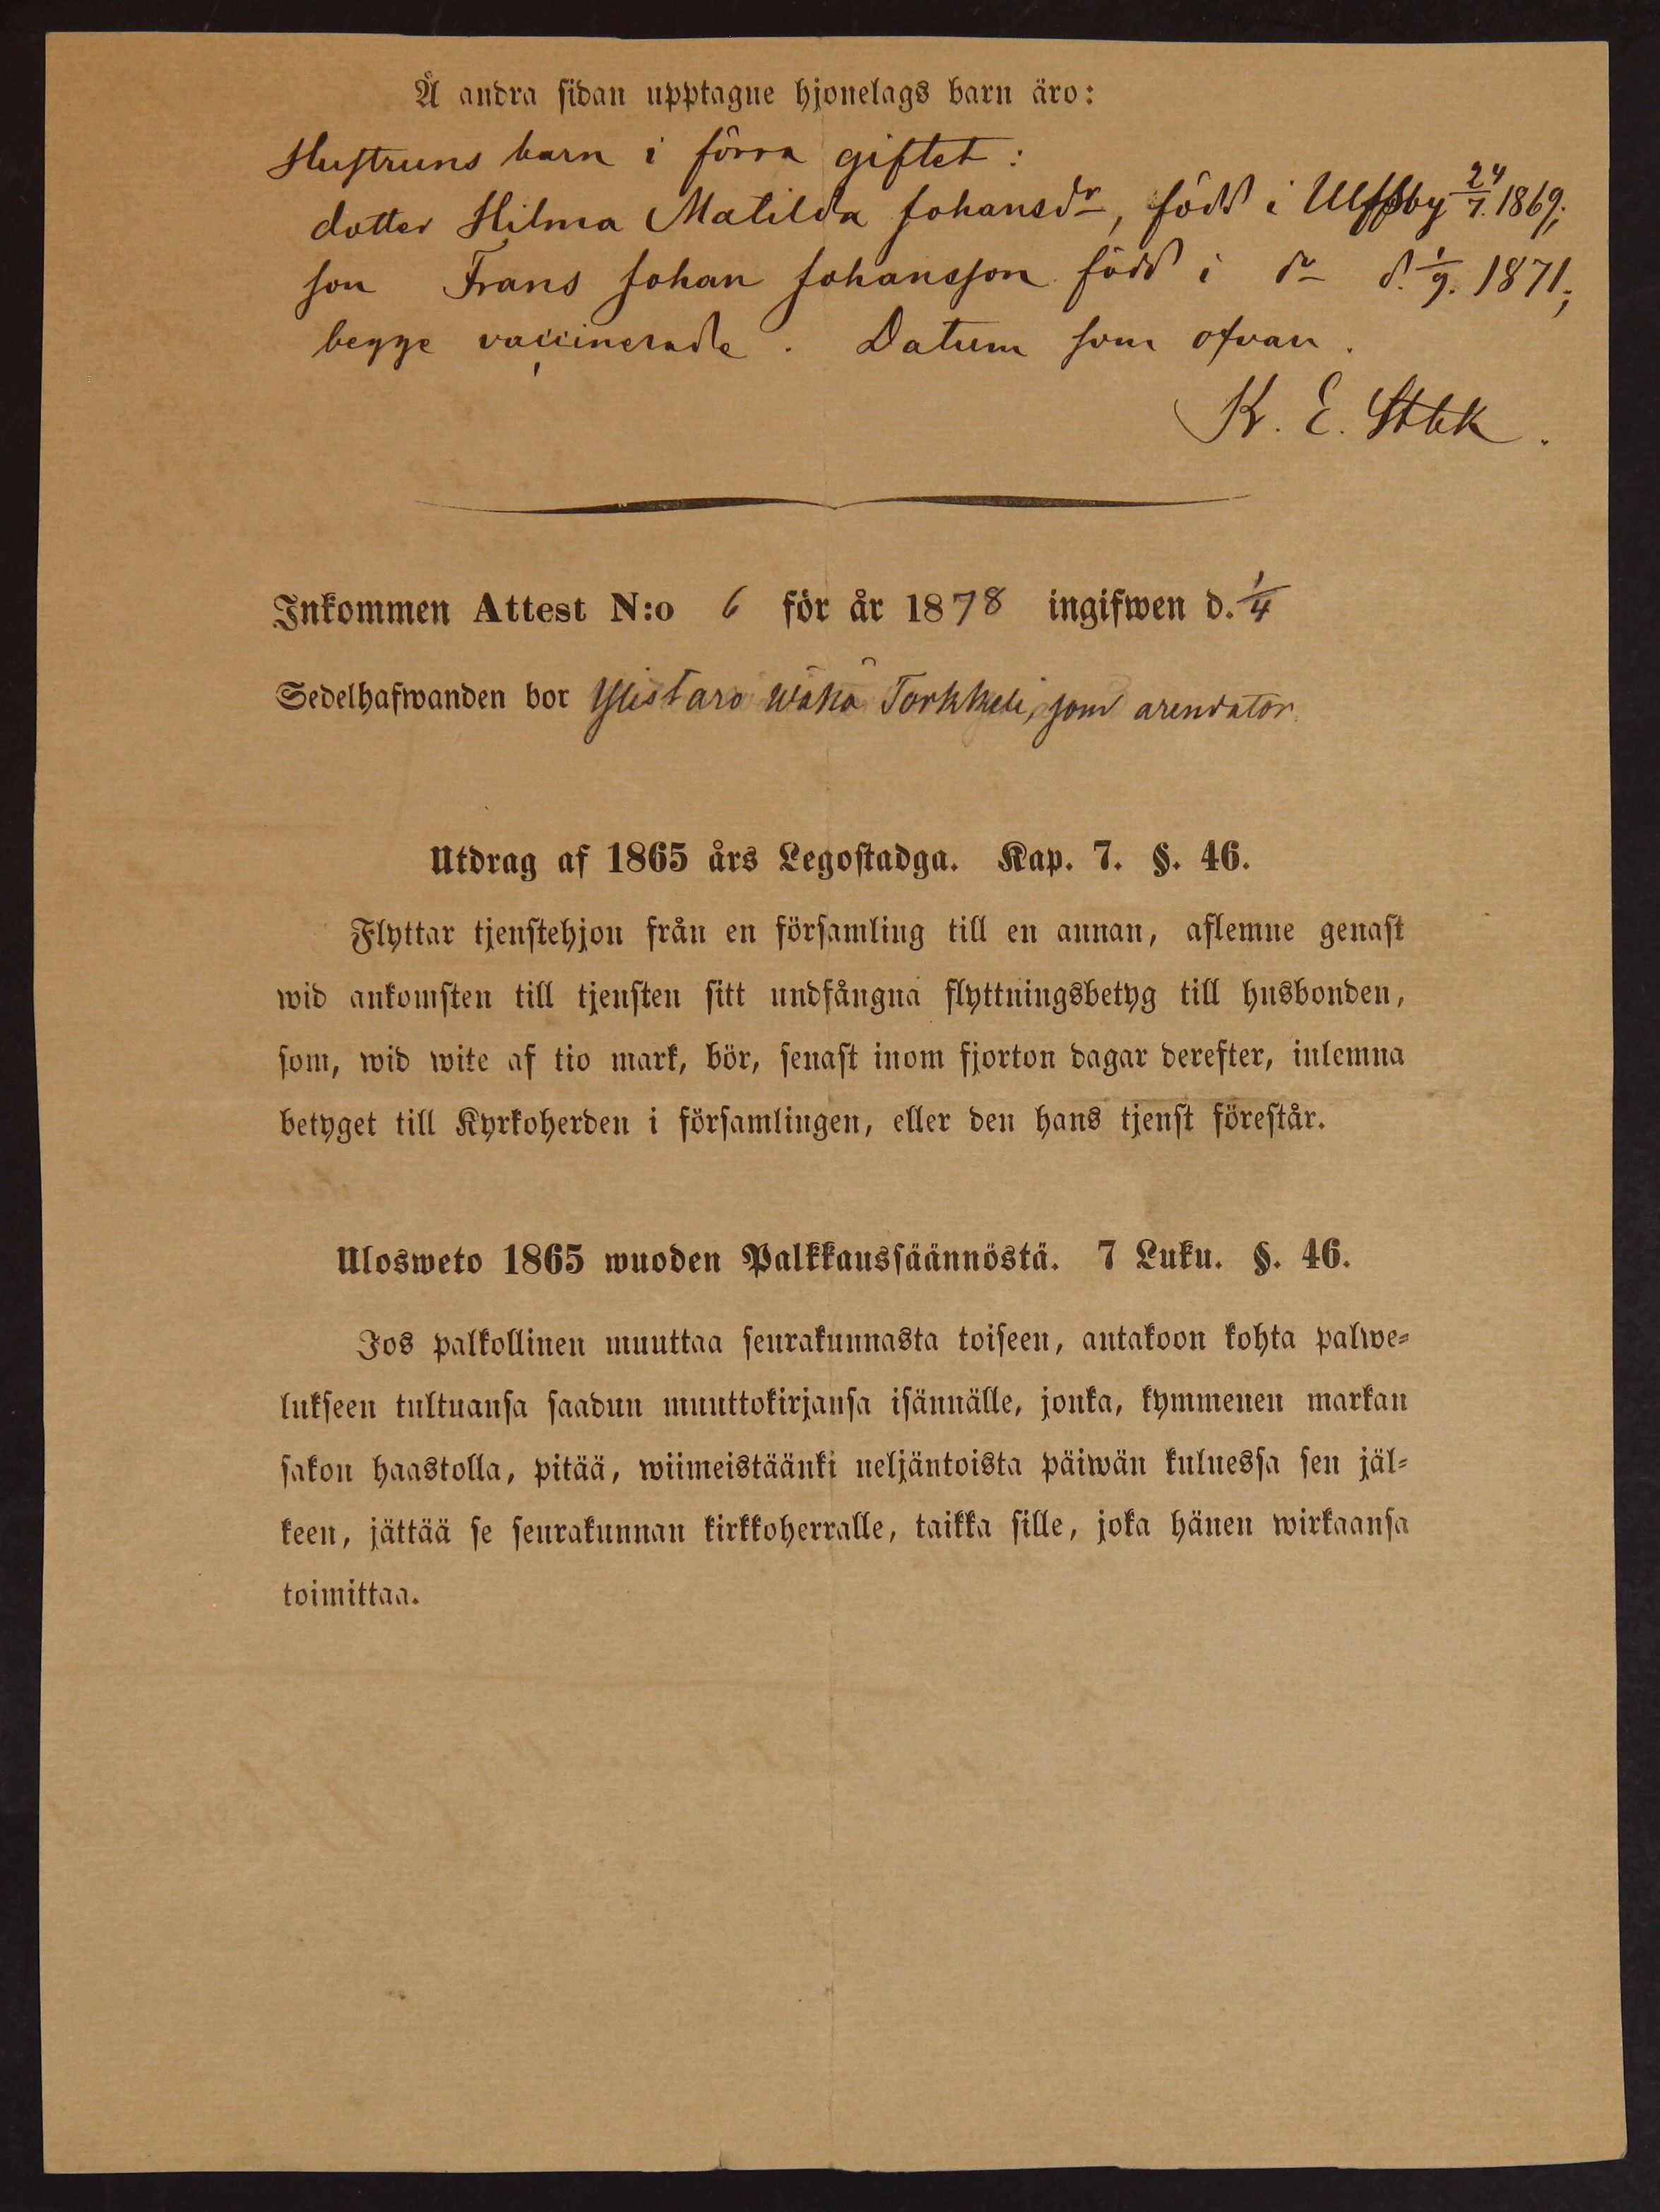 Å andra sidan upptagne hjonelags barn äro:
Hustruns barn i förra giftet:
dotter Hilma Matilda Johansdr, född i Ulfsby 24/7. 1869;
son Frans Johan Johansson född i do d. 1/9. 1871;
begge vaccinerade. Datum som ofvan.
K. E. Stbk.
Inkommen Attest N:o 6 för år 1878 ingifwen d. 1/4
Sedelhafwanden bor Ylistaro Wähä Torkkeli, som arendator
Utdrag af 1865 års Legostadga. Kap. 7. §. 46.
Flyttar tjenstehjon från en församling till en annan, aflemne genast
wid ankomsten till tjensten sitt undfångna flyttningsbetyg till husbonden,
som, wid wite af tio mark, bör, senast inom fjorton dagar derefter, inlemna
betyget till Kyrkoherden i församlingen, eller den hans tjenst förestår.
Ulosweto 1865 wuoden Palkkaussäännöstä. 7 Luku. §. 46.
Jos palkollinen muuttaa seurakunnasta toiseen, antakoon kohta palwe-
lukseen tultuansa saadun muuttokirjansa isännälle, jonka, kymmenen markan
sakon haastolla, pitää, wiimeistäänki neljäntoista päiwän kuluessa sen jäl-
keen, jättää se seurakunnan kirkkoherralle, taikka sille, joka hänen wirkaansa
toimittaa.